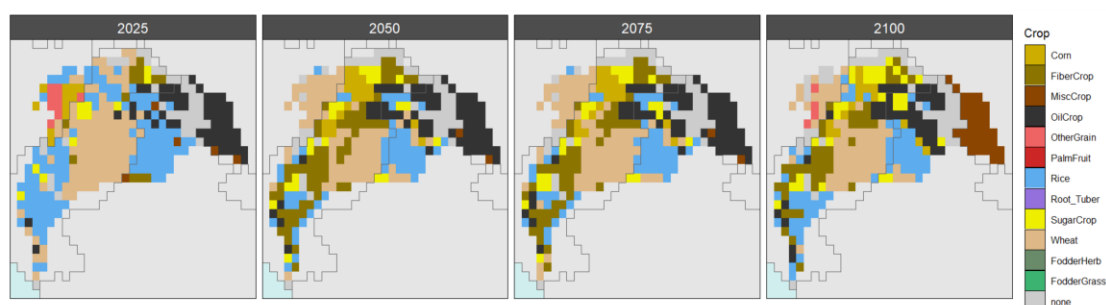 2025
2050
2075
2100
Crop
Corn
FiberCrop
MiscCrop
OilCrop
OtherGrain
PalmFruit
Rice
Root_Tuber
SugarCrop
Wheat
FodderHerb
FodderGrass
none